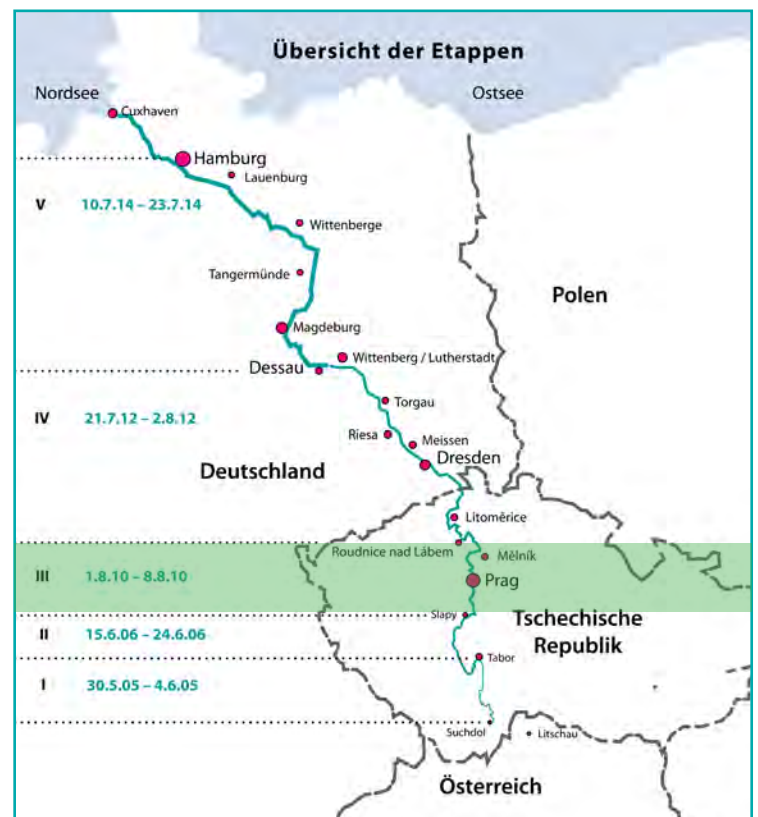 Übersicht der Etappen
Nordsee
Ostsee
Cuxhaven
Hamburg
Lauenburg
V 10.7.14 – 23.7.14
Wittenberge
Tangermünde
Polen
Magdeburg
Wittenberg / Lutherstadt
Dessau
Torgau
IV 21.7.12 – 2.8.12
Riesa
Meissen
Dresden
Deutschland
Litoměrice
Roudnice nad Lábem
Mělník
III 1.8.10 – 8.8.10
Prag
Slapy
Tschechische
Republik
II 15.6.06 – 24.6.06
Tabor
I 30.5.05 – 4.6.05
Suchdol
Litschau
Österreich